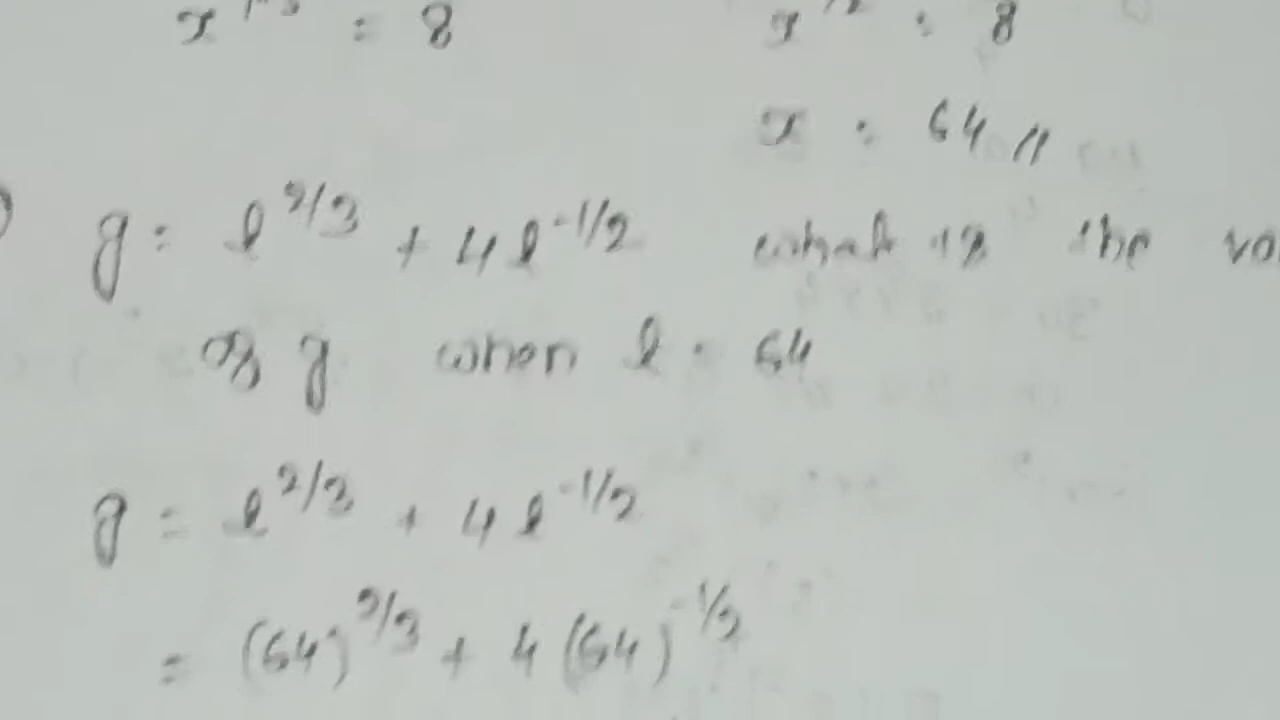 x = 8 x = 8
x = 64 //
) g = l^2/3 + 4l^-1/2 what is the
of g when l = 64
g = l^2/3 + 4l^-1/2
= (64)^2/3 + 4(64)^-1/2